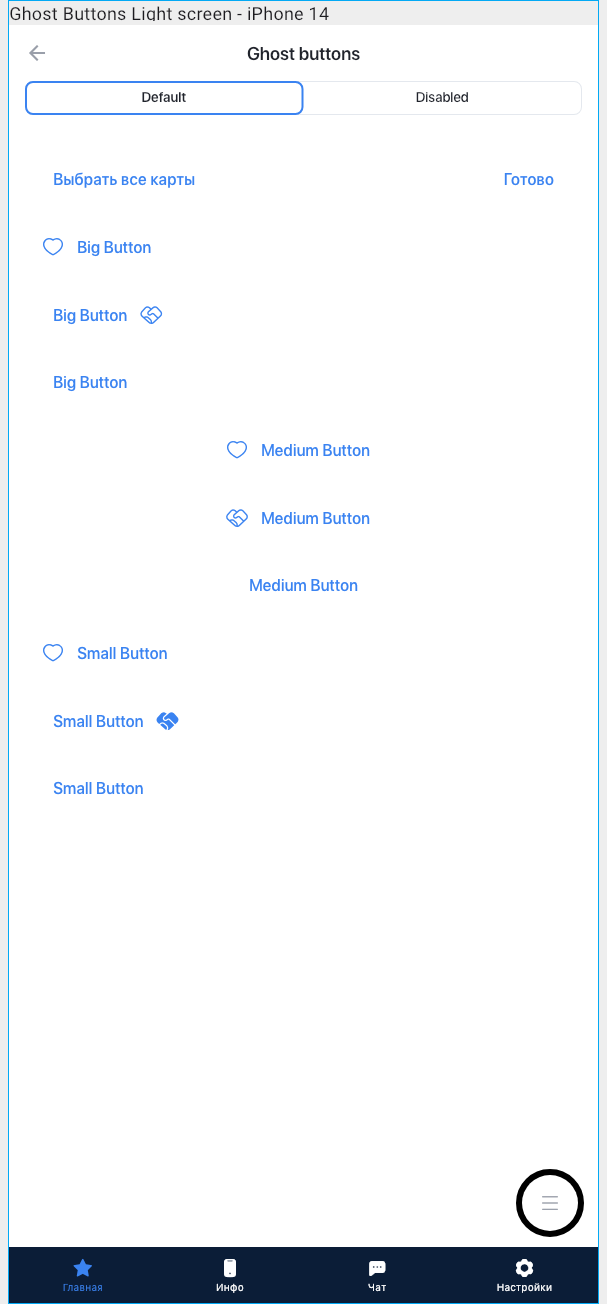 Ghost Buttons Light screen - iPhone 14
Ghost buttons
Default Disabled
Выбрать все карты Готово
Big Button
Big Button
Big Button
Medium Button
Medium Button
Medium Button
Small Button
Small Button
Small Button
Главная Инфо Чат Настройки